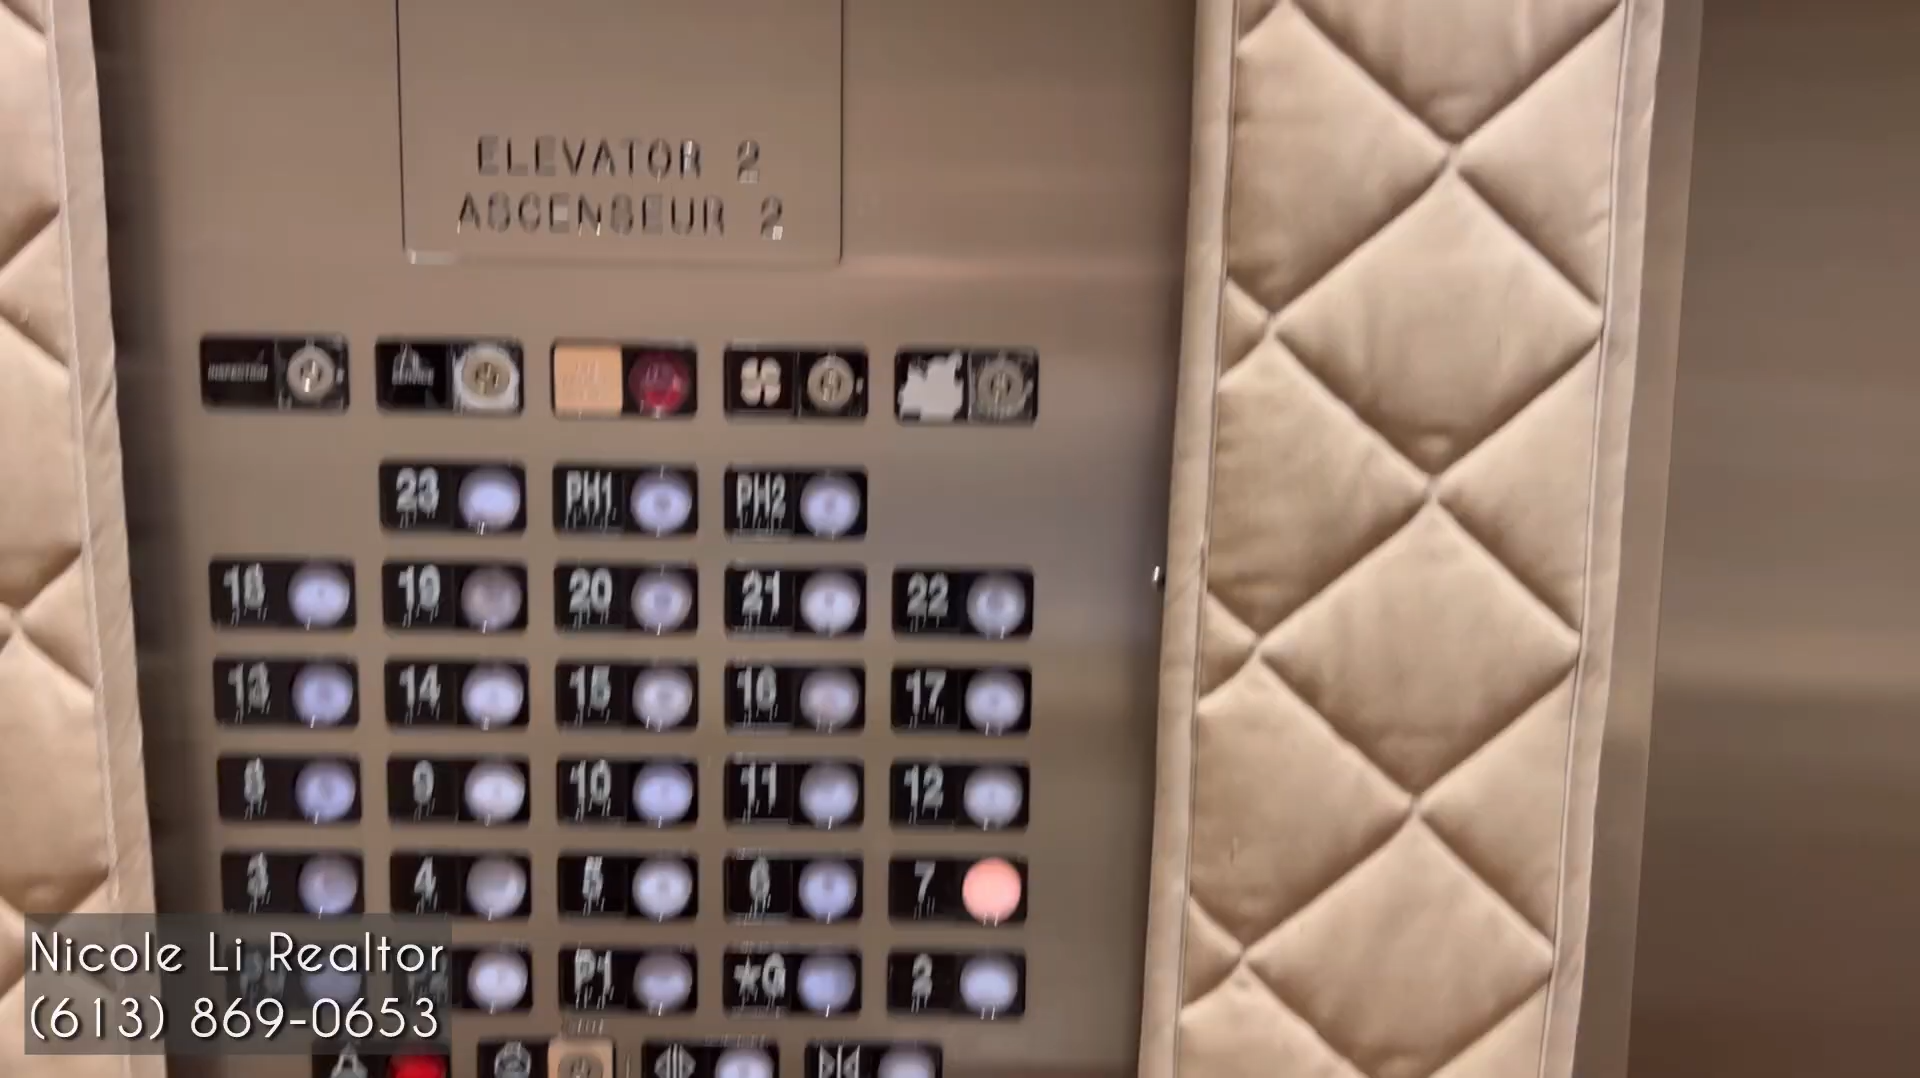 ELEVATOR 2
ASCENSEUR 2
INSPECTION
23 PH1 PH2
18 19 20 21 22
13 14 15 16 17
8 9 10 11 12
3 4 5 6 7
P1 *G 2
Nicole Li Realtor
(613) 869-0653